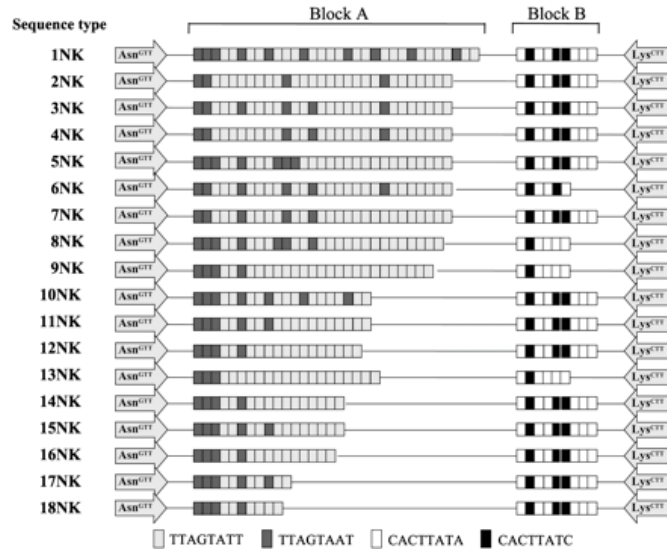 Block A Block B
Sequence type
1NK Asn^GTT Lys^CTT
2NK Asn^GTT Lys^CTT
3NK Asn^GTT Lys^CTT
4NK Asn^GTT Lys^CTT
5NK Asn^GTT Lys^CTT
6NK Asn^GTT Lys^CTT
7NK Asn^GTT Lys^CTT
8NK Asn^GTT Lys^CTT
9NK Asn^GTT Lys^CTT
10NK Asn^GTT Lys^CTT
11NK Asn^GTT Lys^CTT
12NK Asn^GTT Lys^CTT
13NK Asn^GTT Lys^CTT
14NK Asn^GTT Lys^CTT
15NK Asn^GTT Lys^CTT
16NK Asn^GTT Lys^CTT
17NK Asn^GTT Lys^CTT
18NK Asn^GTT Lys^CTT
TTAGTATT TTAGTAAT CACTTATA CACTTATC